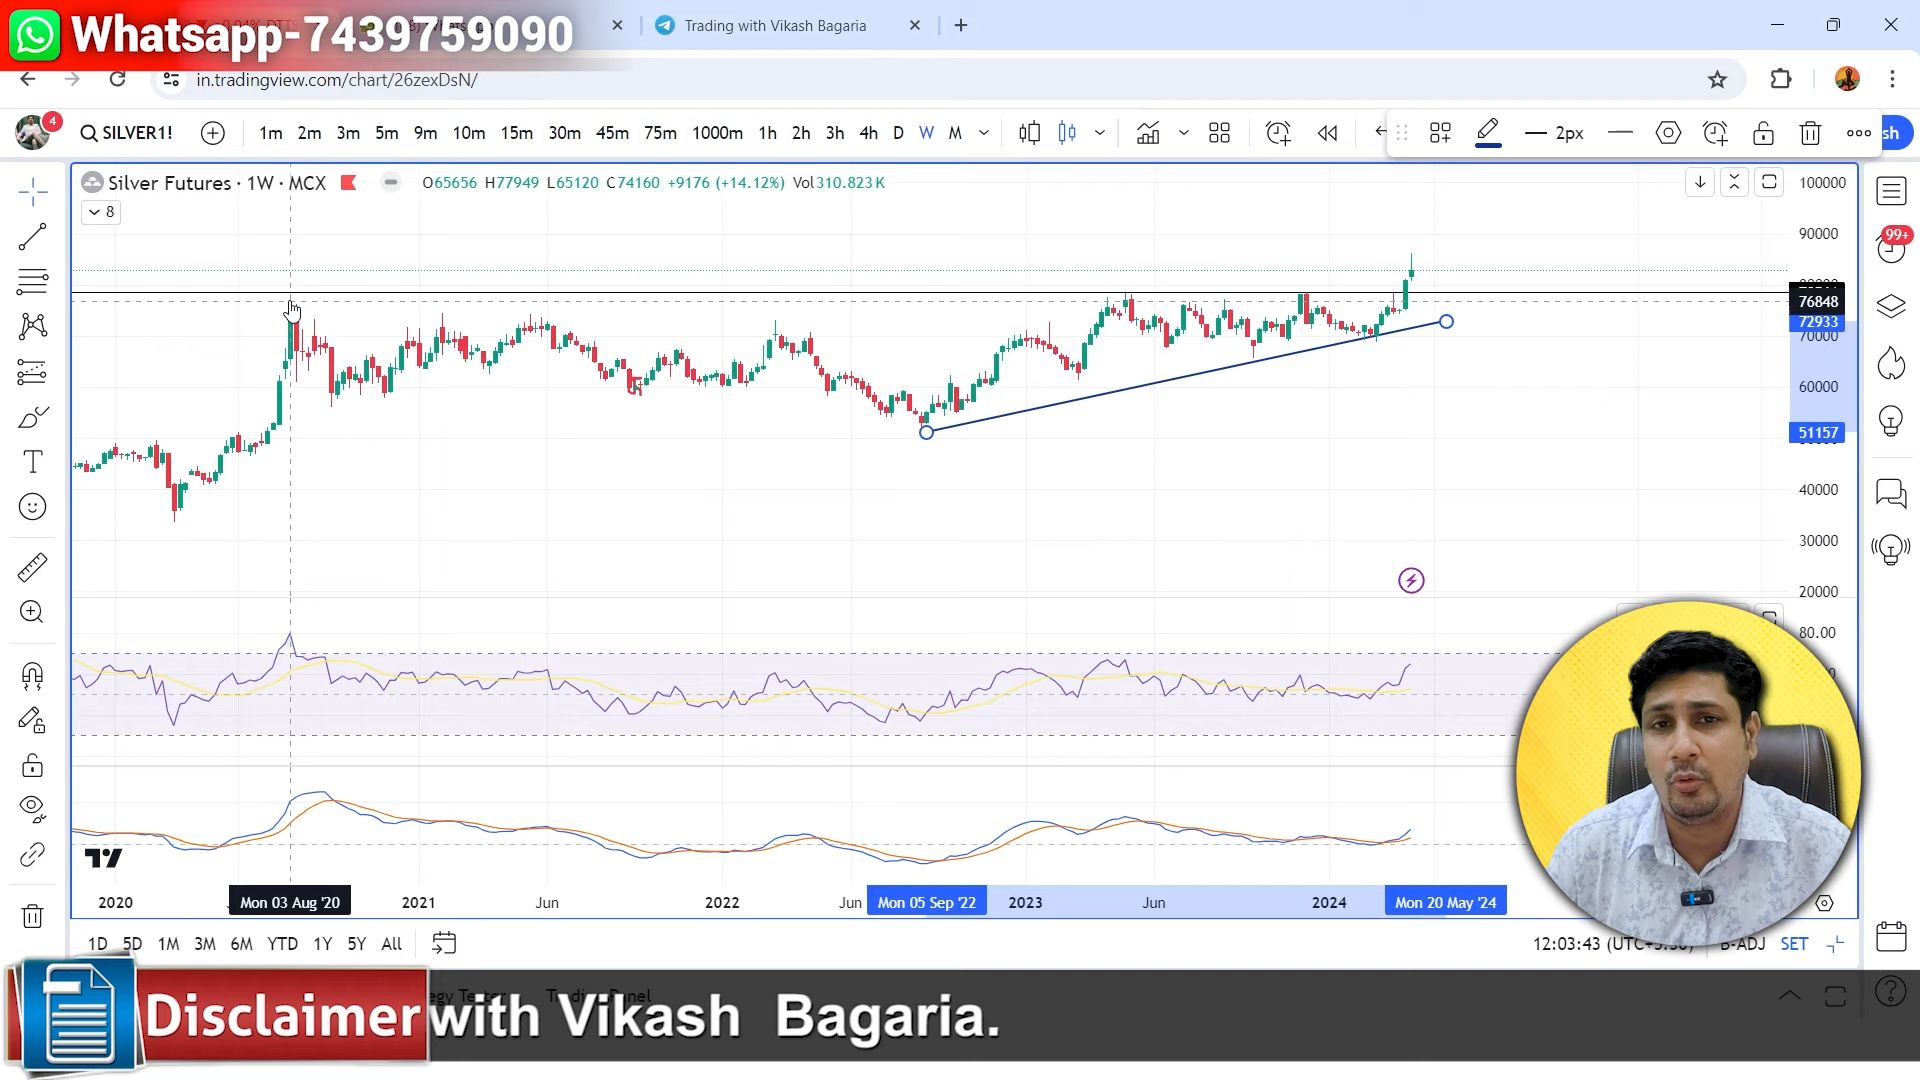 Whatsapp-7439759090
Trading with Vikash Bagaria
in.tradingview.com/chart/26zexDsN/
4
SILVER1!
1m 2m 3m 5m 9m 10m 15m 30m 45m 75m 1000m 1h 2h 3h 4h D W M
2px
sh
Silver Futures · 1W · MCX
O65656 H77949 L65120 C74160 +9176 (+14.12%) Vol310.823K
8
100000
90000
76848
72933
70000
60000
51157
40000
30000
20000
80.00
99+
2020
Mon 03 Aug '20
2021
Jun
2022
Jun
Mon 05 Sep '22
2023
Jun
2024
Mon 20 May '24
1D 5D 1M 3M 6M YTD 1Y 5Y All
12:03:43
B-ADJ
SET
Disclaimer
with Vikash Bagaria.